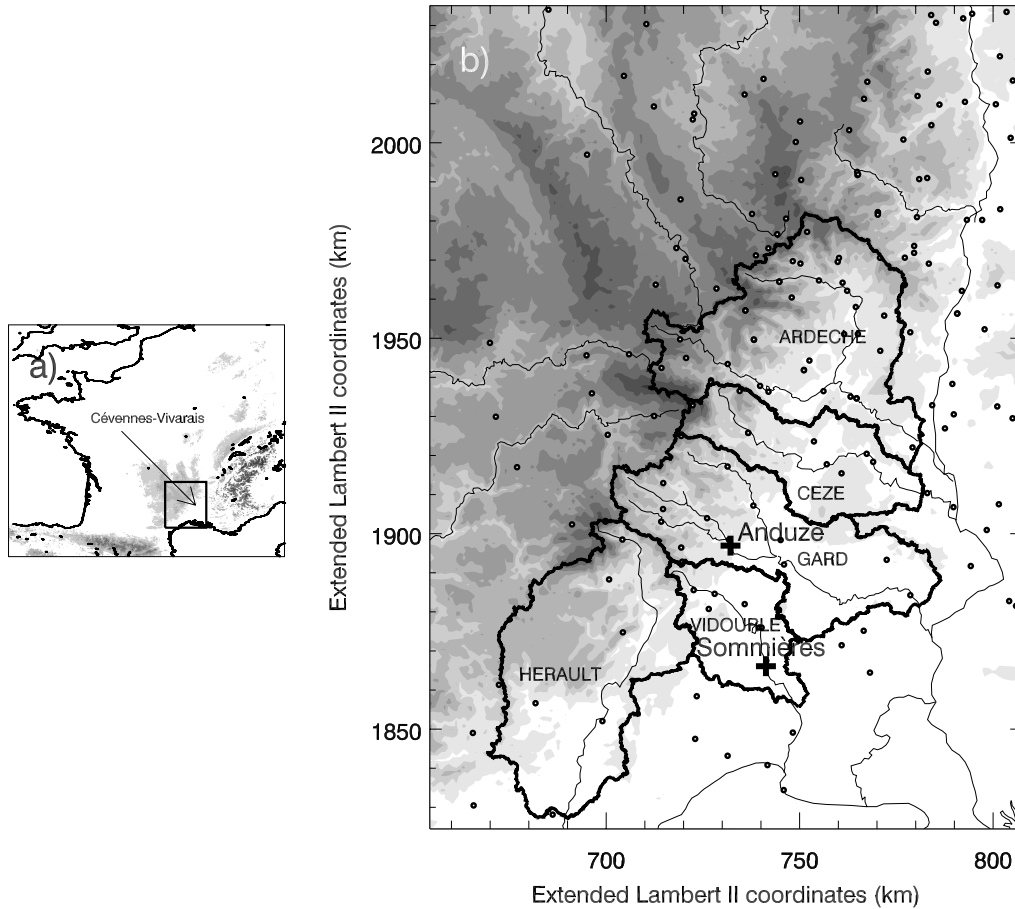 a)
Cévennes-Vivarais
b)
Extended Lambert II coordinates (km)
2000
1950
1900
1850
ARDECHE
CEZE
Anduze
GARD
VIDOURLE
Sommières
HERAULT
700
750
800
Extended Lambert II coordinates (km)